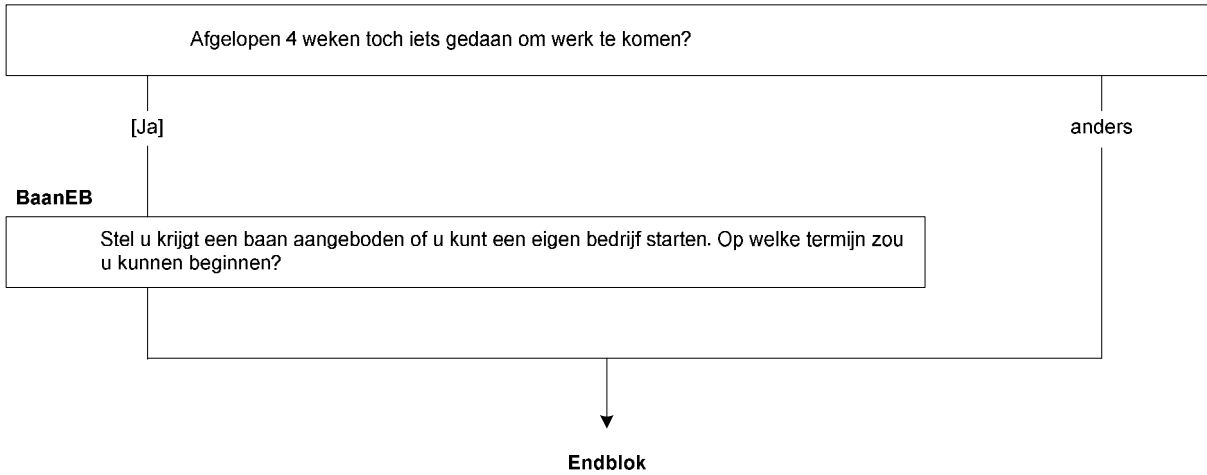 Afgelopen 4 weken toch iets gedaan om werk te komen?
[Ja]
anders
BaanEB
Stel u krijgt een baan aangeboden of u kunt een eigen bedrijf starten. Op welke termijn zou
u kunnen beginnen?
Endblok